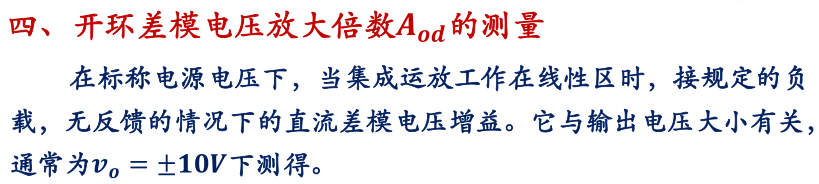 四、开环差模电压放大倍数A_{od}的测量
在标称电源电压下，当集成运放工作在线性区时，接规定的负
载，无反馈的情况下的直流差模电压增益。它与输出电压大小有关，
通常为v_o = ±10V下测得。